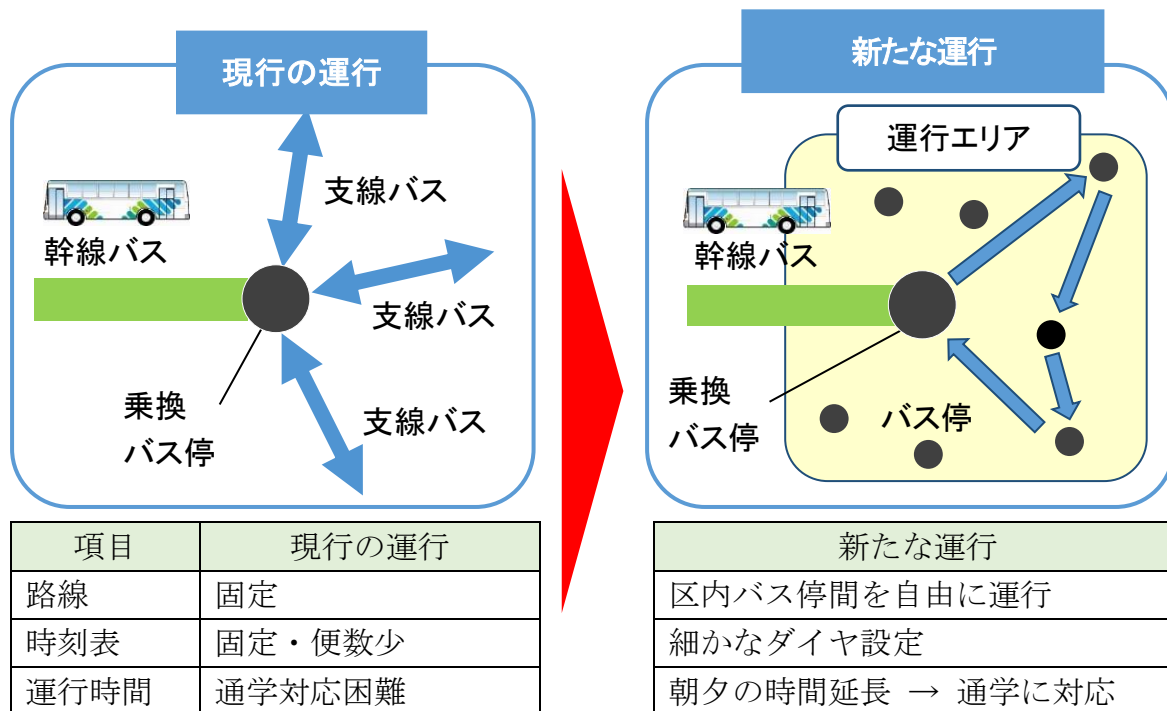 現行の運行
支線バス
幹線バス
支線バス
支線バス
乗換
バス停
新たな運行
運行エリア
幹線バス
乗換
バス停
バス停
項目 現行の運行
路線 固定
時刻表 固定・便数少
運行時間 通学対応困難
新たな運行
区内バス停間を自由に運行
細かなダイヤ設定
朝夕の時間延長 → 通学に対応